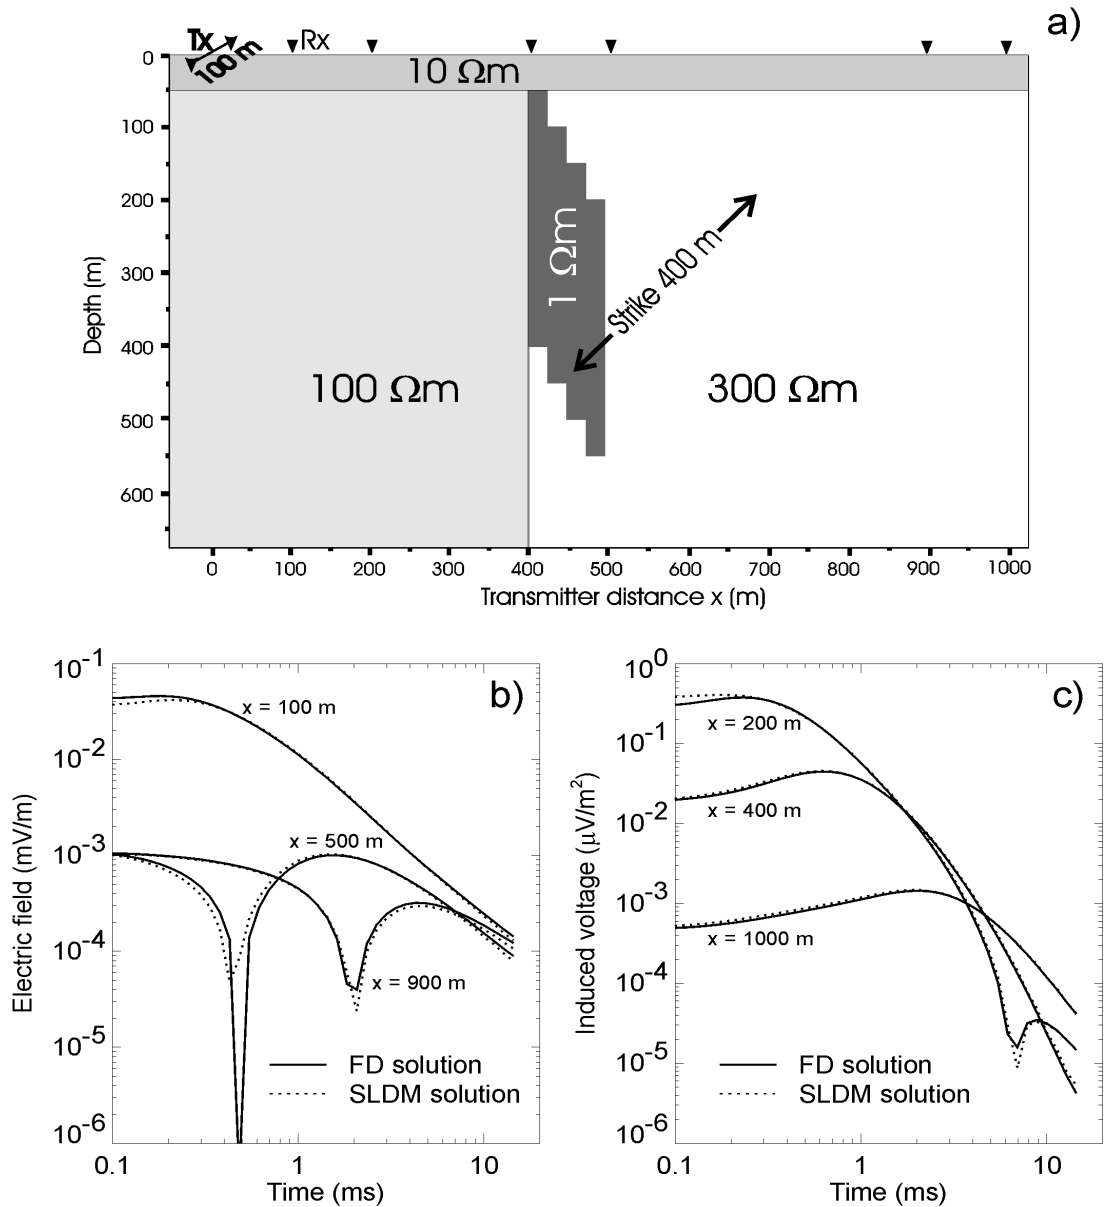 a)
Tx
100 m
Rx
0
100
200
300
400
500
600
Depth (m)
10 Ωm
1 Ωm
Strike 400 m
100 Ωm
300 Ωm
0 100 200 300 400 500 600 700 800 900 1000
Transmitter distance x (m)
b)
10-1
10-2
10-3
10-4
10-5
10-6
Electric field (mV/m)
x = 100 m
x = 500 m
x = 900 m
FD solution
SLDM solution
0.1 1 10
Time (ms)
c)
100
10-1
10-2
10-3
10-4
10-5
10-6
Induced voltage (μV/m2)
x = 200 m
x = 400 m
x = 1000 m
FD solution
SLDM solution
0.1 1 10
Time (ms)